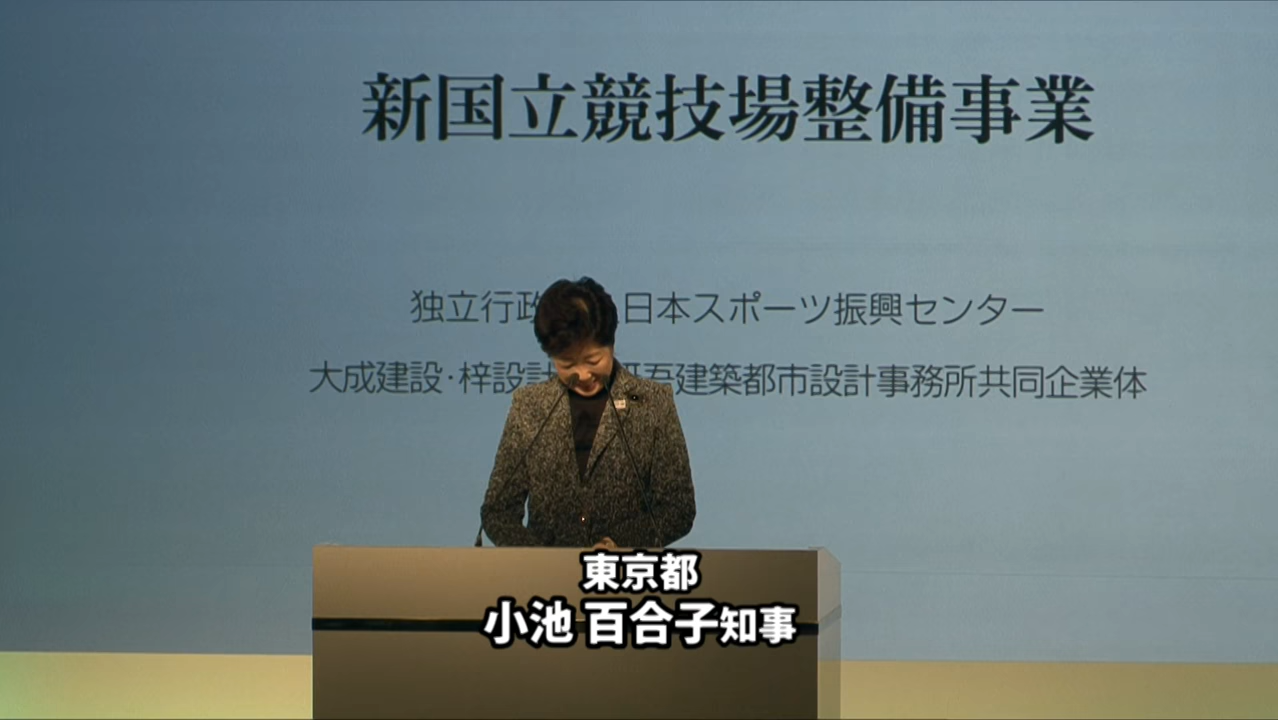 新国立競技場整備事業
独立行政 日本スポーツ振興センター
大成建設・梓設計 研吾建築都市設計事務所共同企業体
東京都
小池 百合子知事